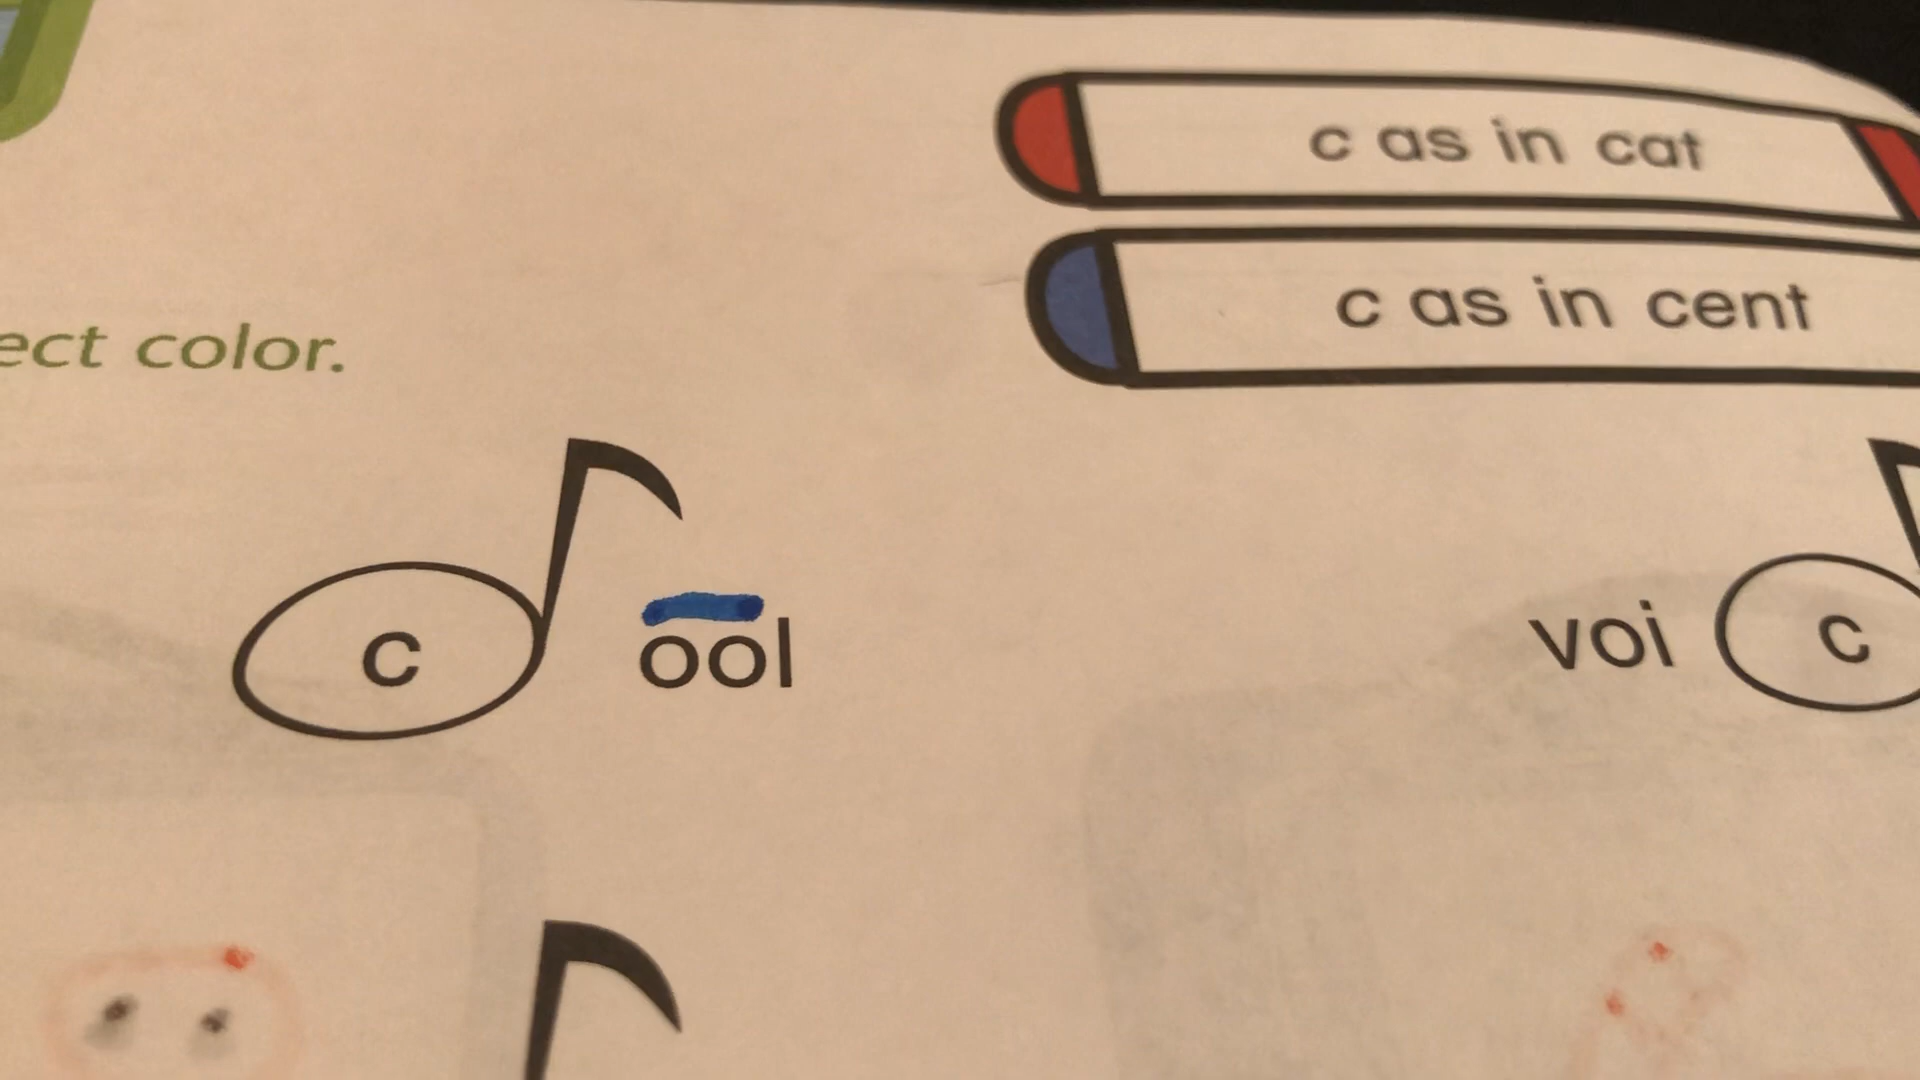 c as in cat
c as in cent
ect color.
c ool
voi c